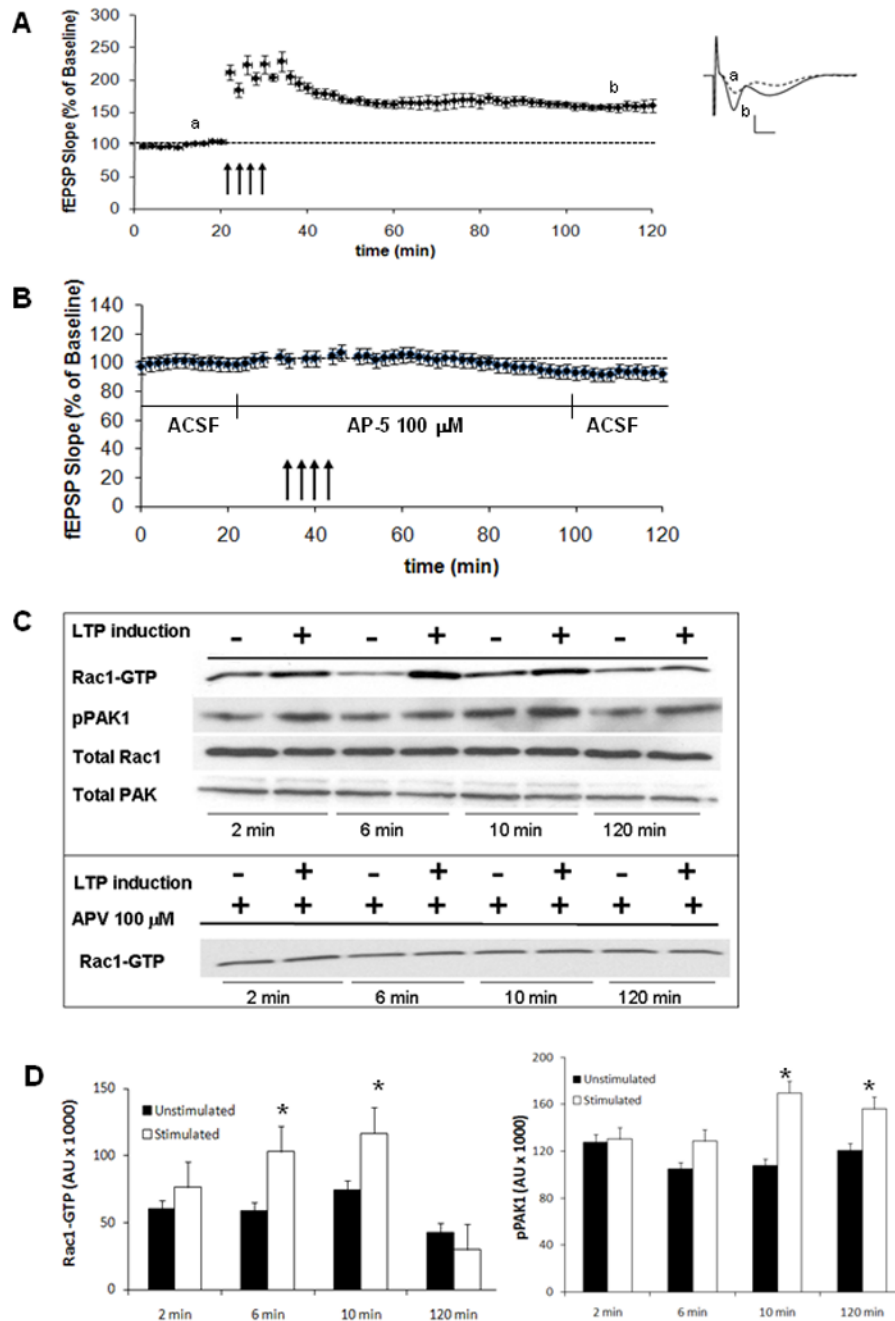 A
fEPSP Slope (% of Baseline)
300
250
200
150
100
50
0
a
b
0 20 40 60 80 100 120
time (min)
a
b
B
fEPSP Slope (% of Baseline)
140
120
100
80
60
40
20
0
ACSF AP-5 100 µM ACSF
0 20 40 60 80 100 120
time (min)
C
LTP induction - + - + - + - +
Rac1-GTP
pPAK1
Total Rac1
Total PAK
2 min 6 min 10 min 120 min
LTP induction - + - + - + - +
APV 100 µM + + + + + + + +
Rac1-GTP
2 min 6 min 10 min 120 min
D
Rac1-GTP (AU x 1000)
150
100
50
0
Unstimulated
Stimulated
* *
2 min 6 min 10 min 120 min
pPAK1 (AU x 1000)
200
160
120
80
40
0
Unstimulated
Stimulated
* *
2 min 6 min 10 min 120 min